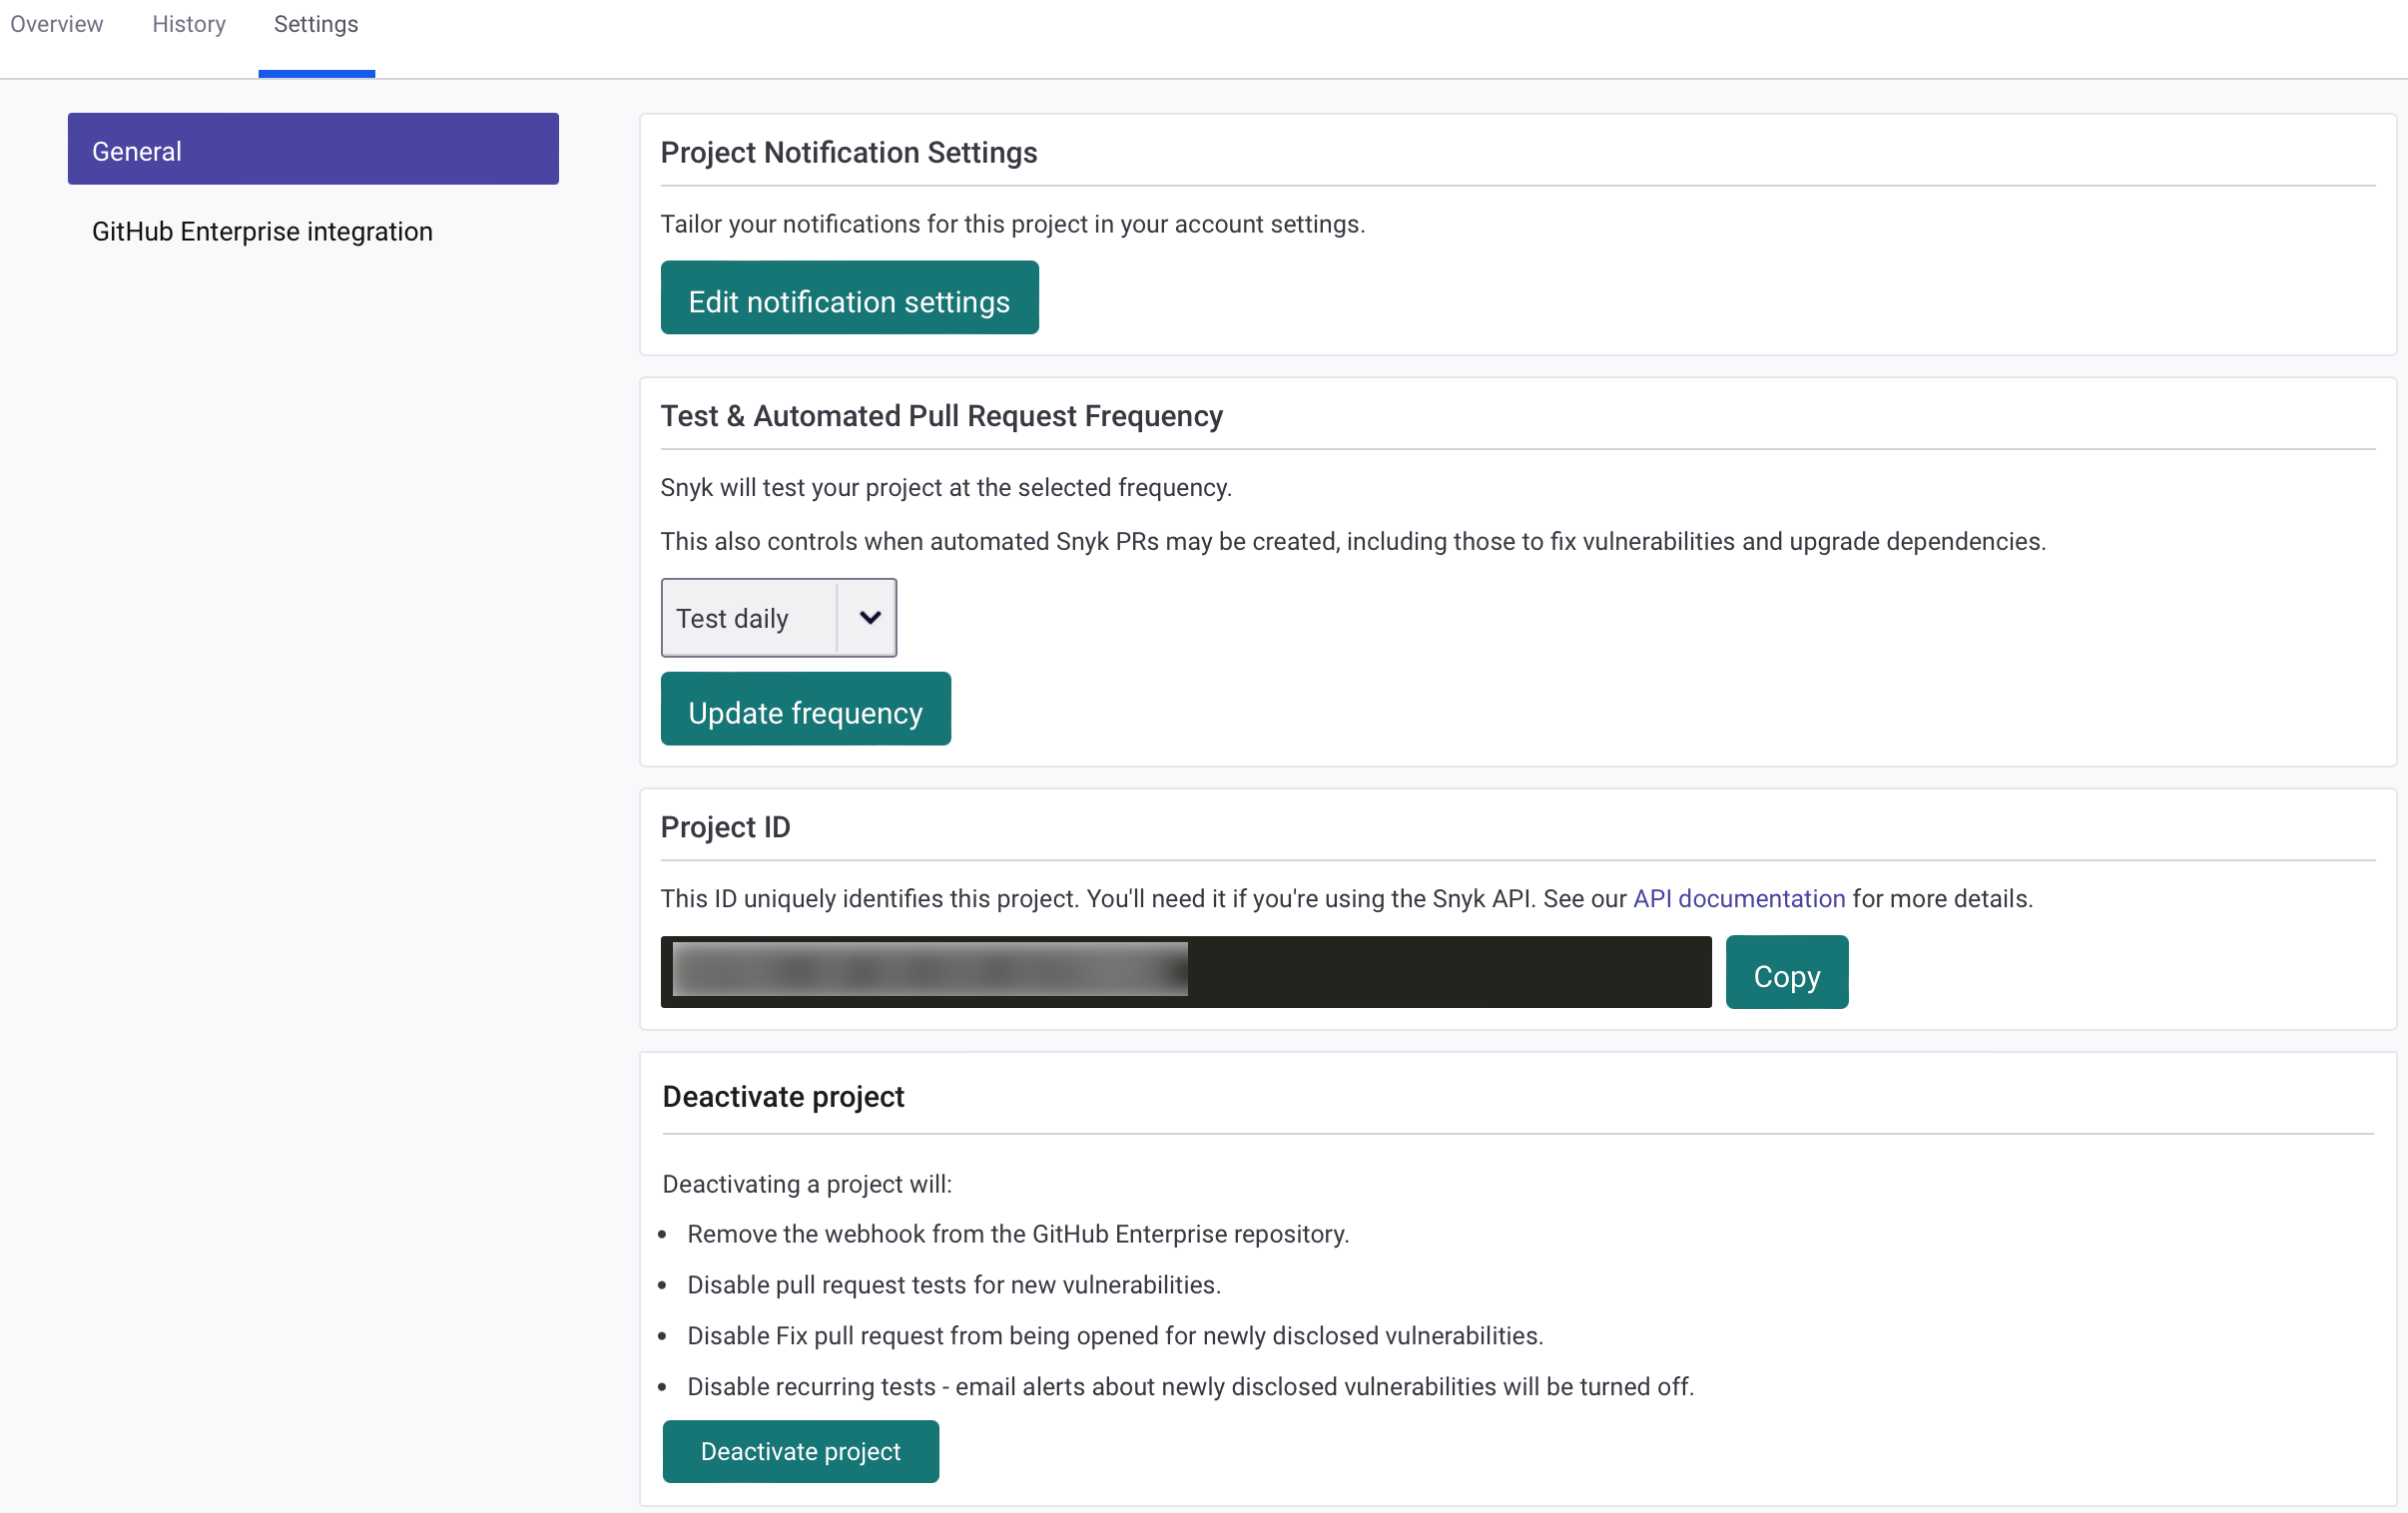 Overview History Settings
General
GitHub Enterprise integration
Project Notification Settings
Tailor your notifications for this project in your account settings.
Edit notification settings
Test & Automated Pull Request Frequency
Snyk will test your project at the selected frequency.
This also controls when automated Snyk PRs may be created, including those to fix vulnerabilities and upgrade dependencies.
Test daily
Update frequency
Project ID
This ID uniquely identifies this project. You'll need it if you're using the Snyk API. See our API documentation for more details.
Copy
Deactivate project
Deactivating a project will:
• Remove the webhook from the GitHub Enterprise repository.
• Disable pull request tests for new vulnerabilities.
• Disable Fix pull request from being opened for newly disclosed vulnerabilities.
• Disable recurring tests - email alerts about newly disclosed vulnerabilities will be turned off.
Deactivate project